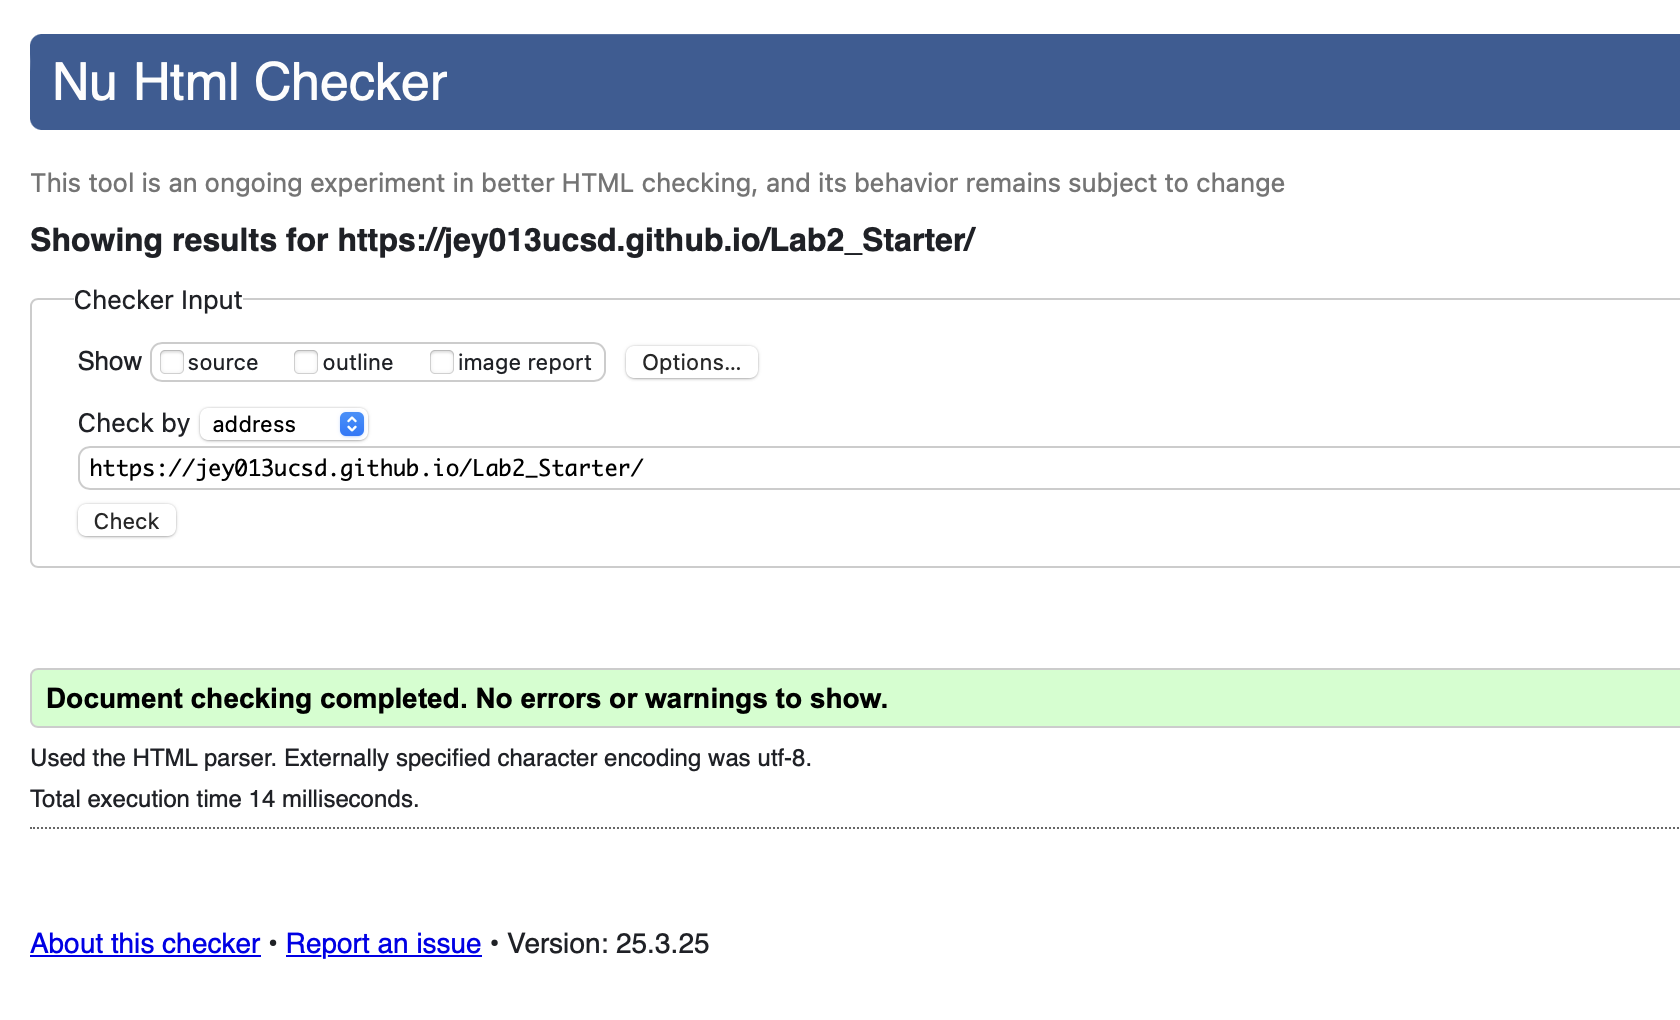 Nu Html Checker
This tool is an ongoing experiment in better HTML checking, and its behavior remains subject to change
Showing results for https://jey013ucsd.github.io/Lab2_Starter/
Checker Input
Show source outline image report Options...
Check by address
https://jey013ucsd.github.io/Lab2_Starter/
Check
Document checking completed. No errors or warnings to show.
Used the HTML parser. Externally specified character encoding was utf-8.
Total execution time 14 milliseconds.
About this checker • Report an issue • Version: 25.3.25